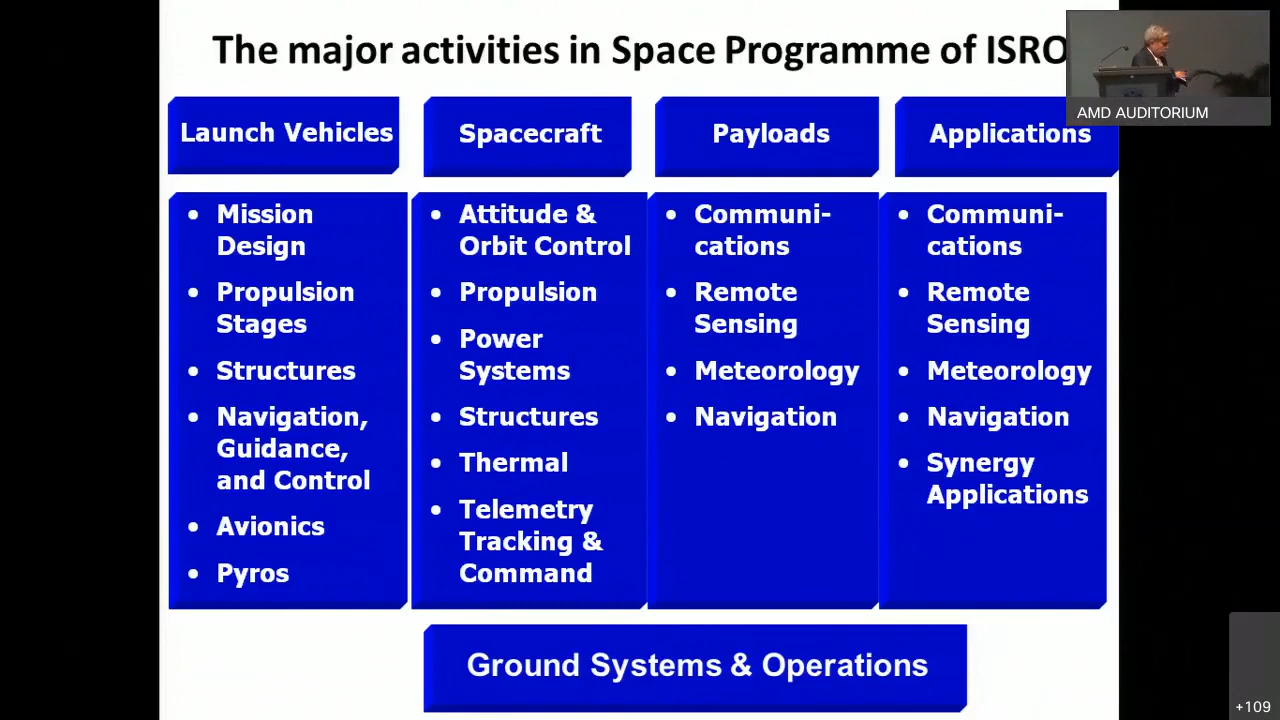 The major activities in Space Programme of ISRO
AMD AUDITORIUM
Launch Vehicles
Spacecraft
Payloads
Applications
• Mission
Design
• Propulsion
Stages
• Structures
• Navigation,
Guidance,
and Control
• Avionics
• Pyros
• Attitude &
Orbit Control
• Propulsion
• Power
Systems
• Structures
• Thermal
• Telemetry
Tracking &
Command
• Communi-
cations
• Remote
Sensing
• Meteorology
• Navigation
• Communi-
cations
• Remote
Sensing
• Meteorology
• Navigation
• Synergy
Applications
Ground Systems & Operations
+109